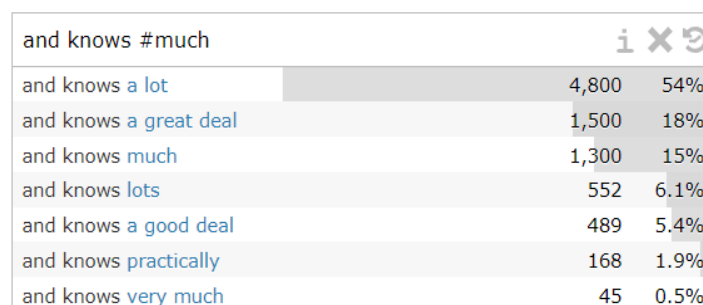 and knows #much
and knows a lot 4,800 54%
and knows a great deal 1,500 18%
and knows much 1,300 15%
and knows lots 552 6.1%
and knows a good deal 489 5.4%
and knows practically 168 1.9%
and knows very much 45 0.5%